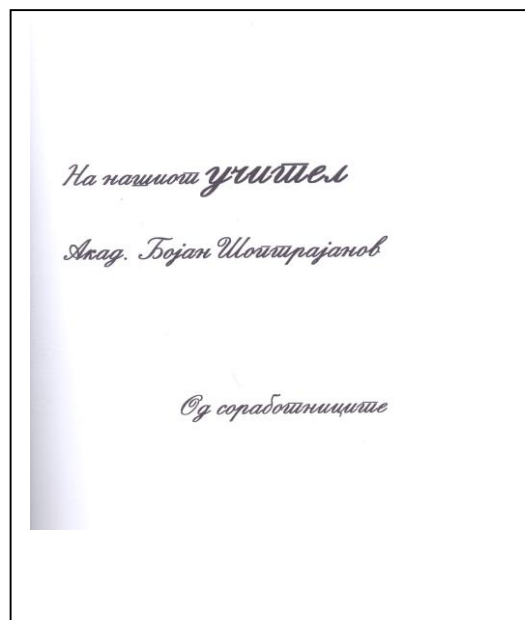 На нашиот учител
Акад. Бојан Шоптрајанов
Од соработниците